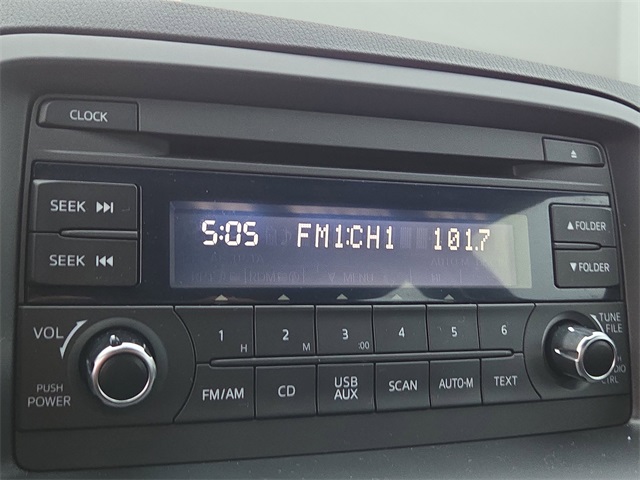 CLOCK
SEEK
SEEK
5:05 FM1:CH1 101.7
▲FOLDER
▼FOLDER
VOL
PUSH
POWER
1 2 3 4 5 6
H M :00
FM/AM CD USB AUX SCAN AUTO-M TEXT
TUNE
FILE
CTRL